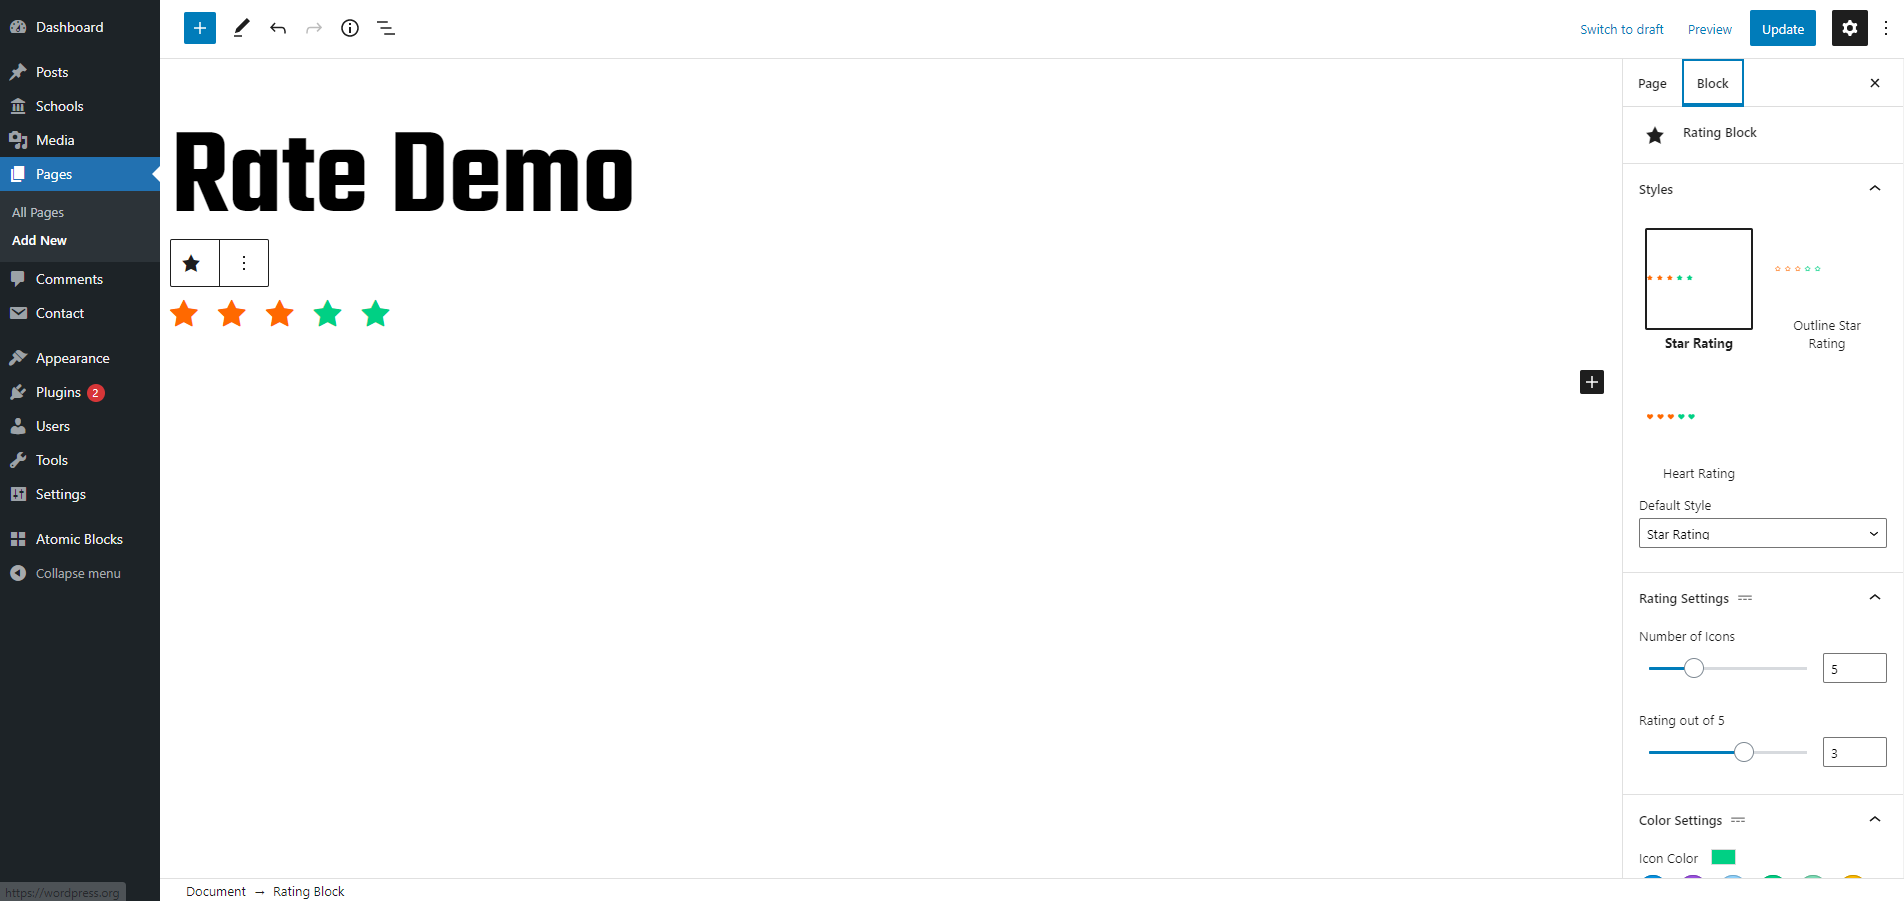 Dashboard
Posts
Schools
Media
Pages
All Pages
Add New
Comments
Contact
Appearance
Plugins 2
Users
Tools
Settings
Atomic Blocks
Collapse menu
https://wordpress.org
Switch to draft
Preview
Update
Rate Demo
Document → Rating Block
Page
Block
Rating Block
Styles
Star Rating
Outline Star
Rating
Heart Rating
Default Style
Star Rating
Rating Settings
Number of Icons
5
Rating out of 5
3
Color Settings
Icon Color